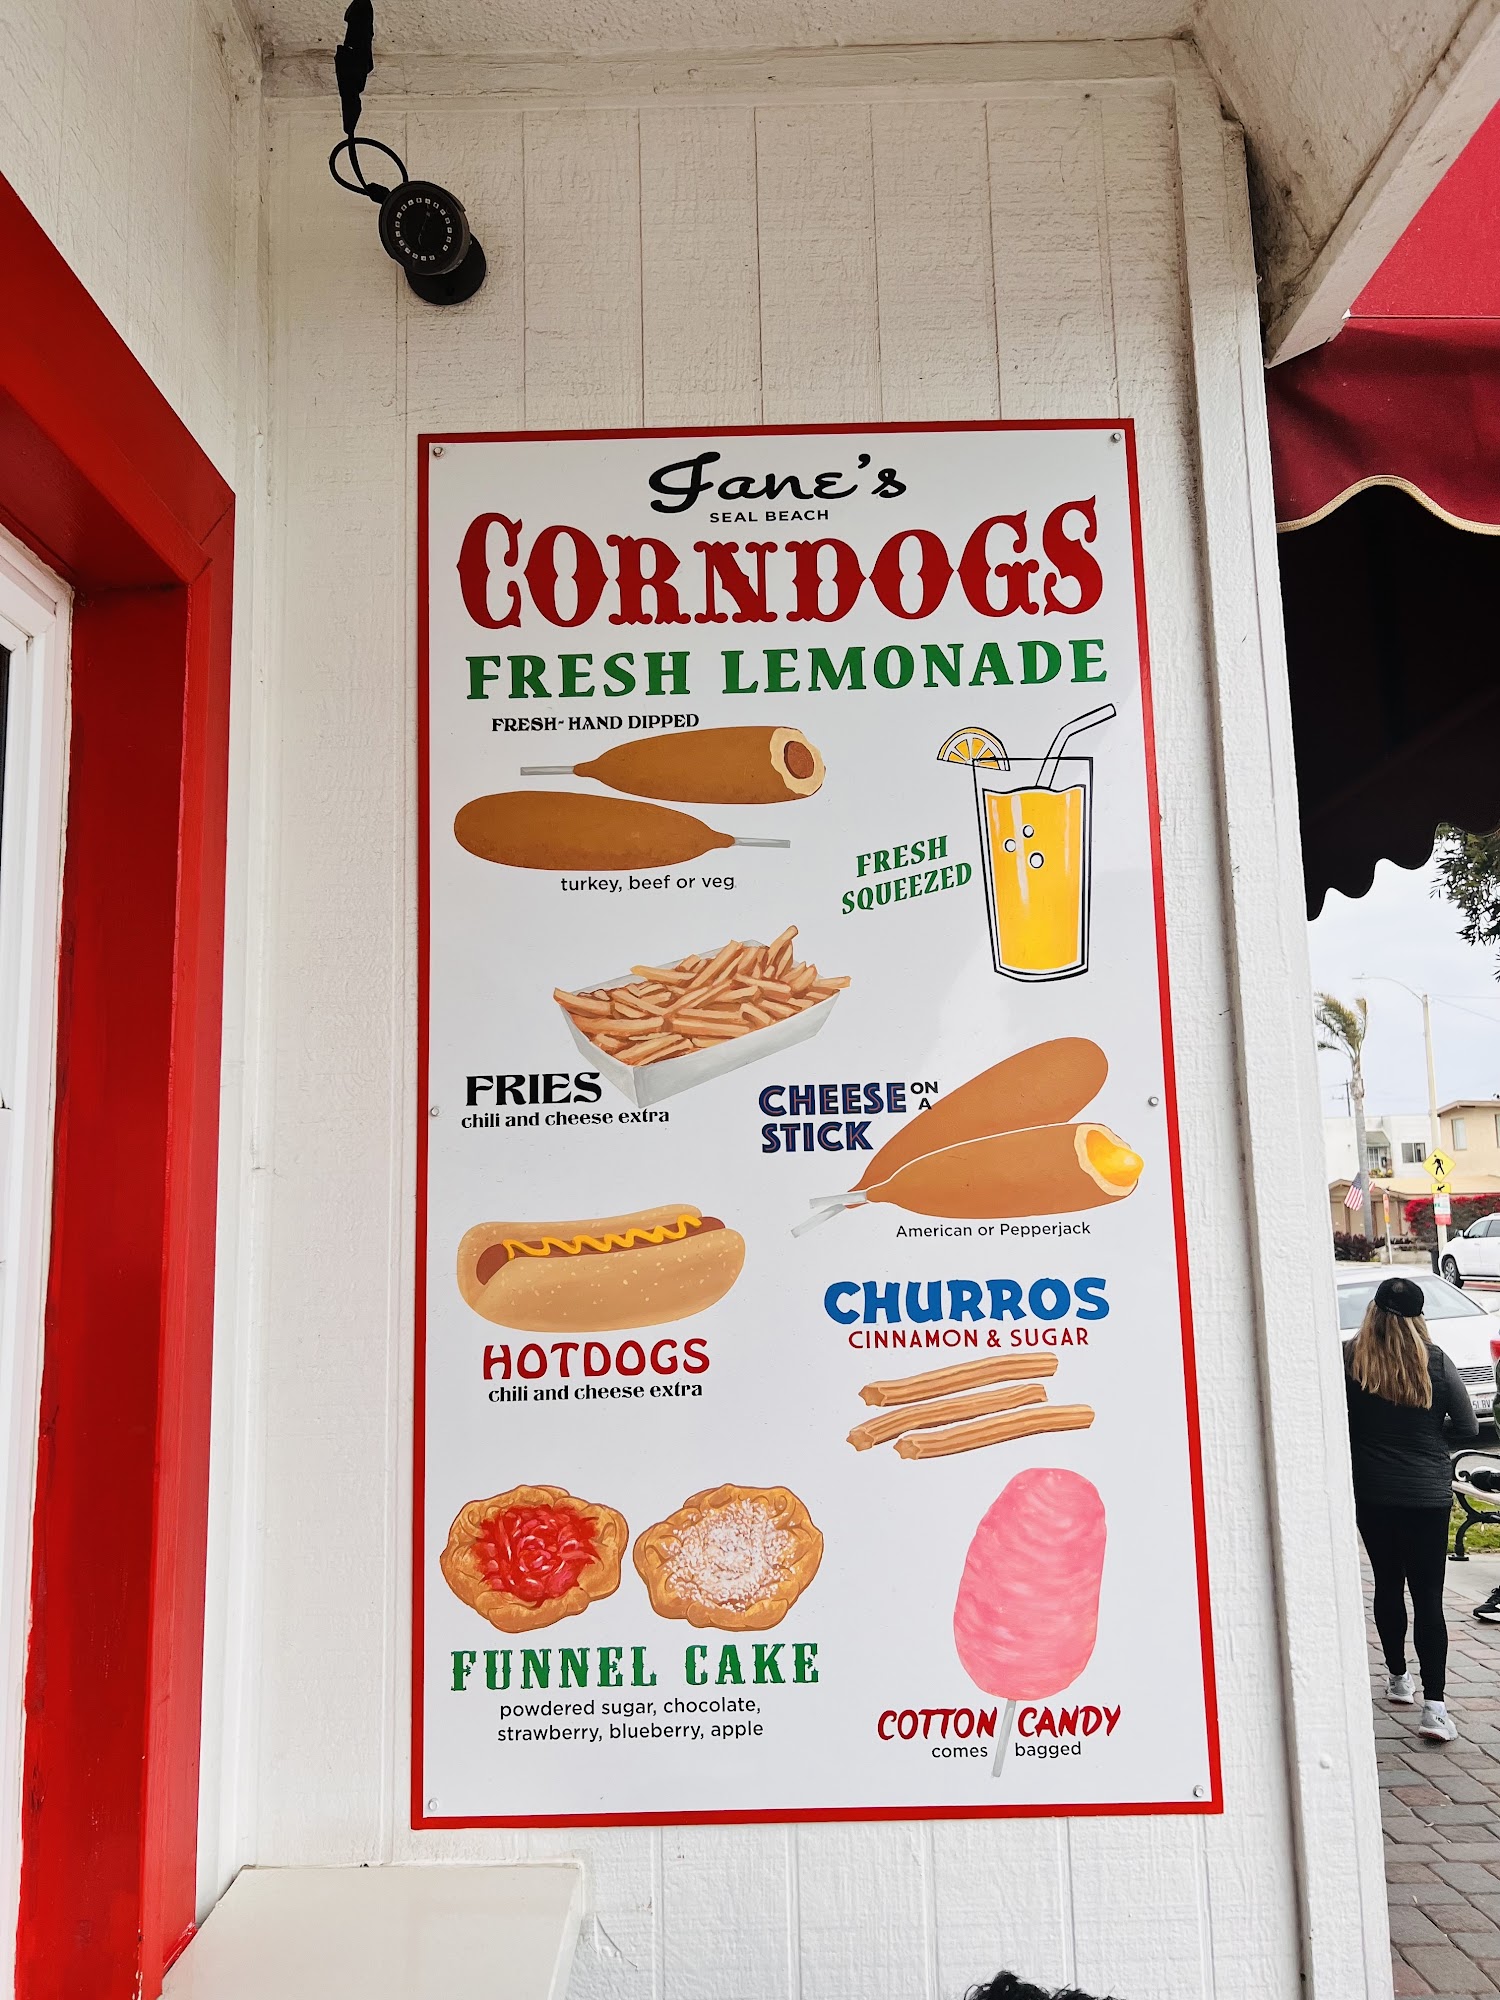 Jane's
SEAL BEACH
CORNDOGS
FRESH LEMONADE
FRESH-HAND DIPPED
turkey, beef or veg
FRESH
SQUEEZED
FRIES
chili and cheese extra
CHEESE ON A
STICK
American or Pepperjack
HOTDOGS
chili and cheese extra
CHURROS
CINNAMON & SUGAR
FUNNEL CAKE
powdered sugar, chocolate,
strawberry, blueberry, apple
COTTON CANDY
comes bagged